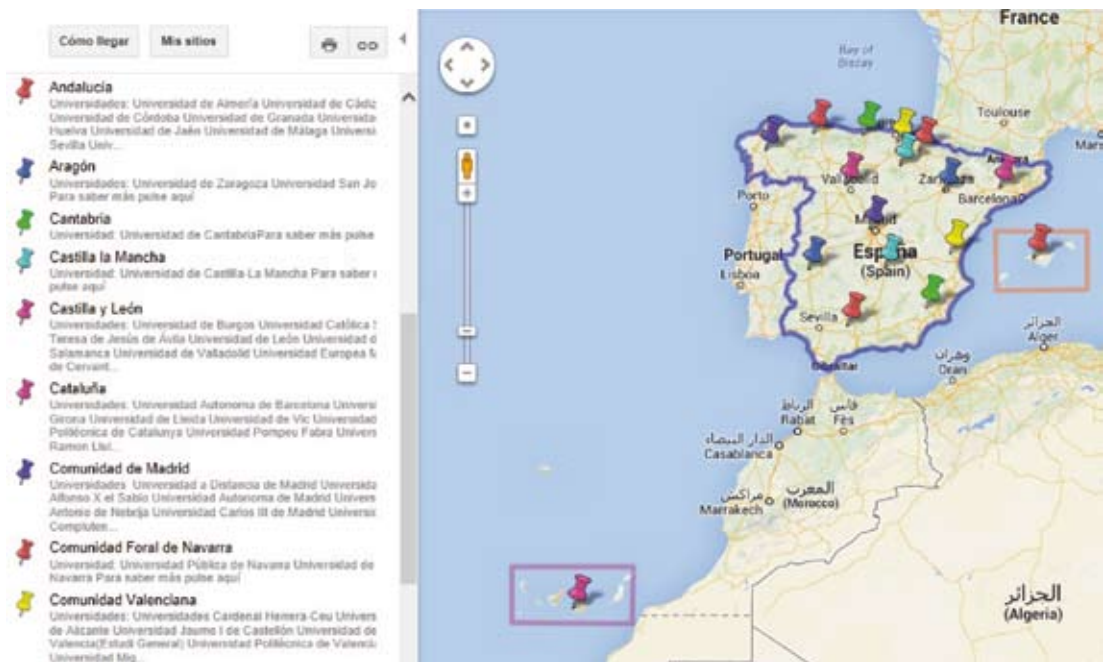 Cómo llegar
Mis sitios
Andalucía
Universidades: Universidad de Almería Universidad de Cádiz
Universidad de Córdoba Universidad de Granada Universida
Huelva Universidad de Jaén Universidad de Málaga Universi
Sevilla Univ...
Aragón
Universidades: Universidad de Zaragoza Universidad San Jo
Para saber más pulse aquí
Cantabria
Universidad: Universidad de CantabriaPara saber más pulse
Castilla la Mancha
Universidad: Universidad de Castilla La Mancha Para saber
pulse aquí
Castilla y León
Universidades: Universidad de Burgos Universidad Católica
Teresa de Jesús de Ávila Universidad de León Universidad d
Salamanca Universidad de Valladolid Universidad Europea M
de Cervant...
Cataluña
Universidades: Universidad Autonoma de Barcelona Universi
Girona Universidad de Lleida Universidad de Vic Universidad
Politécnica de Catalunya Universidad Pompeu Fabra Univers
Ramon Llul...
Comunidad de Madrid
Universidades: Universidad a Distancia de Madrid Universida
Alfonso X el Sabio Universidad Autonoma de Madrid Univers
Antonio de Nebrija Universidad Carlos III de Madrid Universi
Compluten...
Comunidad Foral de Navarra
Universidad: Universidad Pública de Navarra Universidad de
Navarra Para saber más pulse aquí
Comunidad Valenciana
Universidades: Universidades Cardenal Herrera-Ceu Univers
de Alicante Universidad Jaume I de Castellón Universidad de
Valencia(Estudi General) Universidad Politécnica de Valencia
Universidad Mig...
France
Bay of
Biscay
Toulouse
Mars
Andorra
Valladolid
Zaragoza
Barcelona
Porto
Madrid
Portugal
España
(Spain)
Lisboa
Sevilla
Gibraltar
الجزائر
Alger
وهران
Oran
الرباط
Rabat
فاس
Fès
الدار البيضاء
Casablanca
مراكش
Marrakech
المغرب
(Morocco)
الجزائر
(Algeria)